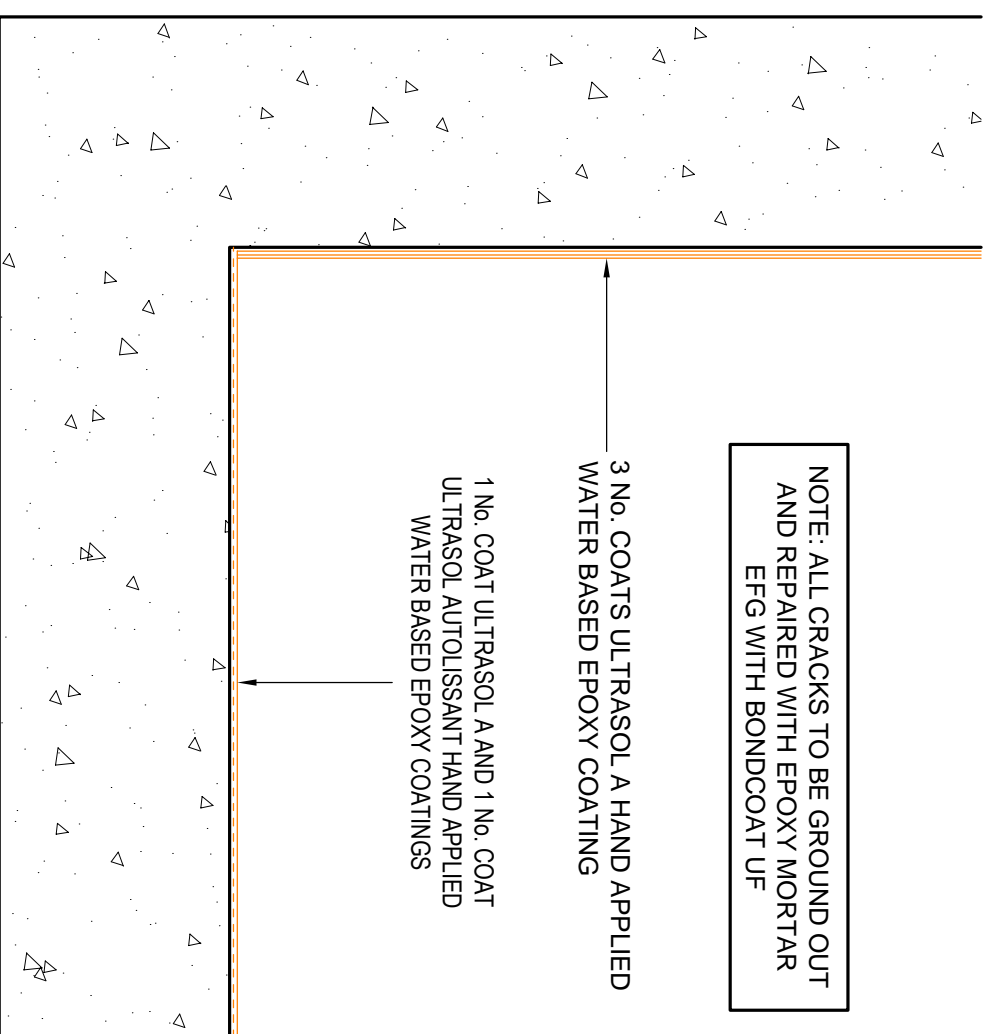 NOTE: ALL CRACKS TO BE GROUND OUT
AND REPAIRED WITH EPOXY MORTAR
EFG WITH BONDCOAT UF
3 No. COATS ULTRASOL A HAND APPLIED
WATER BASED EPOXY COATING
1 No. COAT ULTRASOL A AND 1 No. COAT
ULTRASOL AUTOLISSANT HAND APPLIED
WATER BASED EPOXY COATINGS